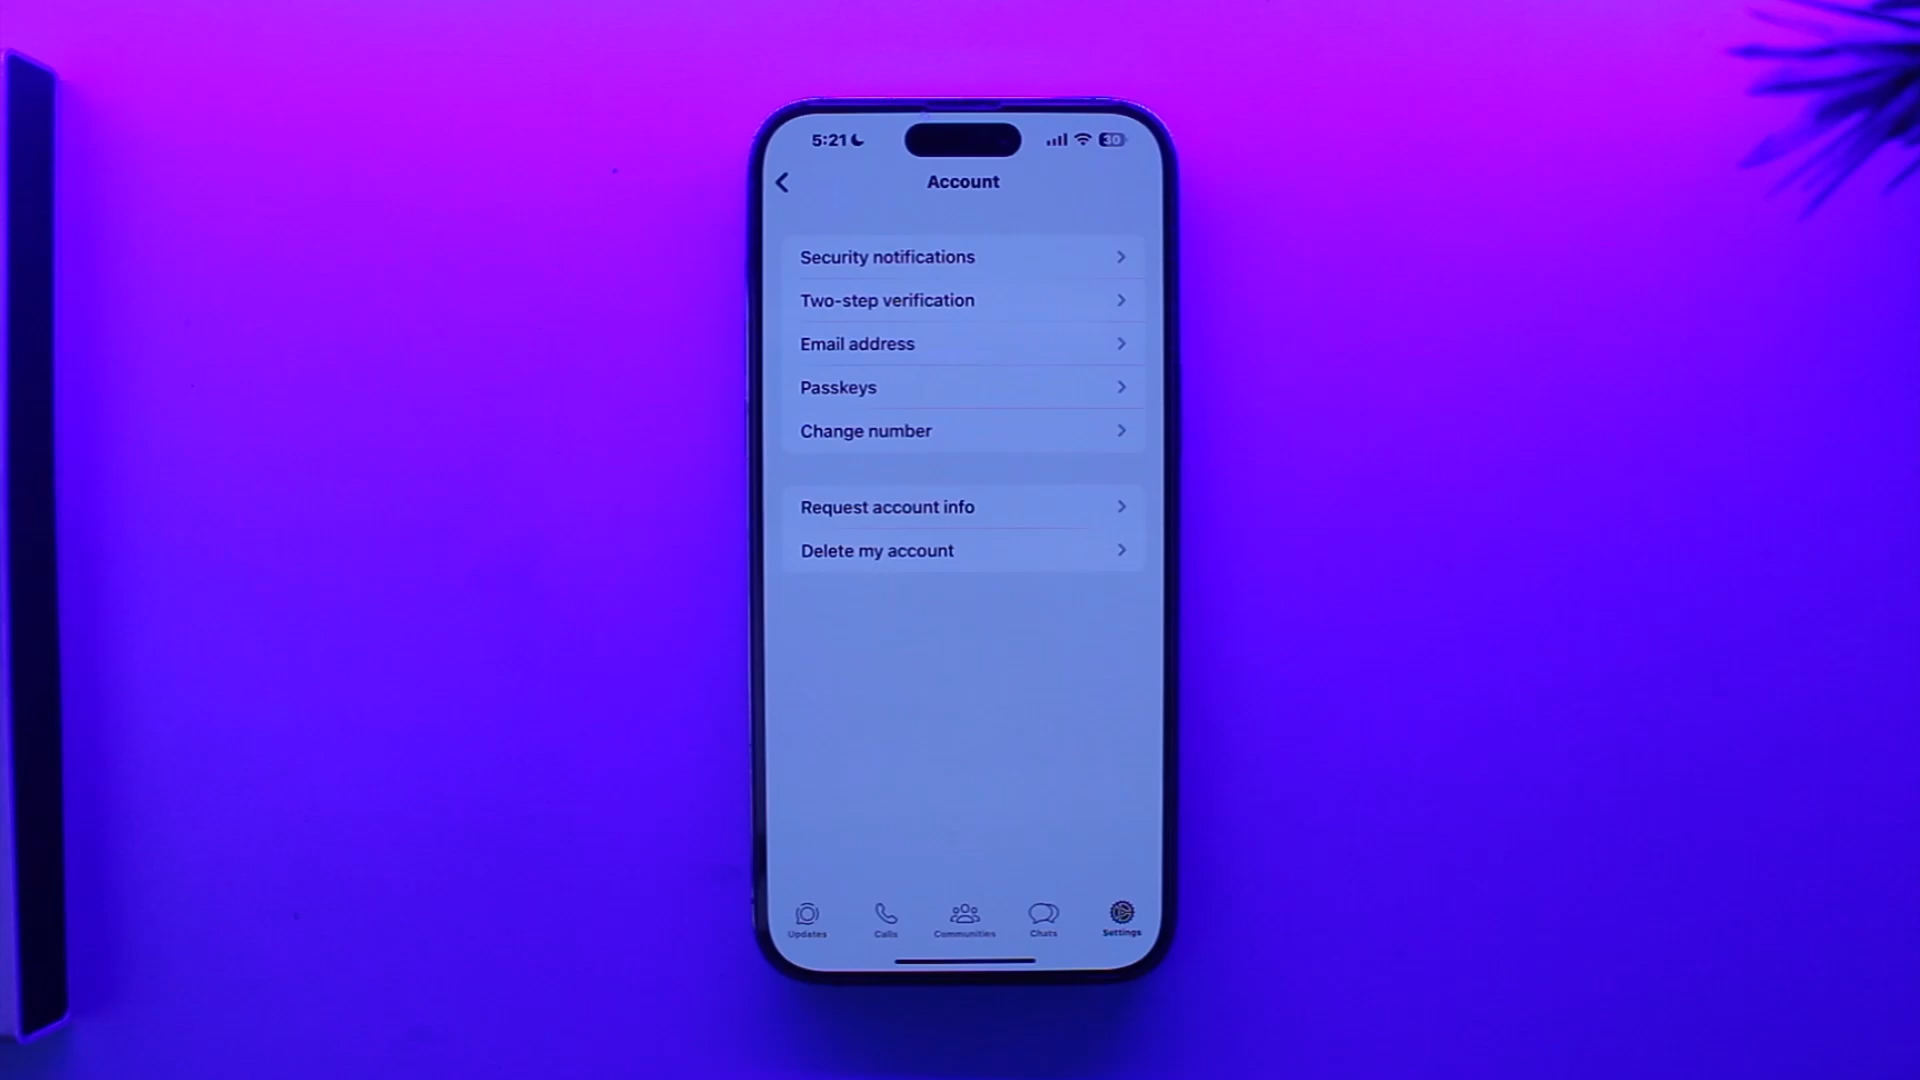 5:21
30
Account
Security notifications
Two-step verification
Email address
Passkeys
Change number
Request account info
Delete my account
Updates
Calls
Communities
Chats
Settings